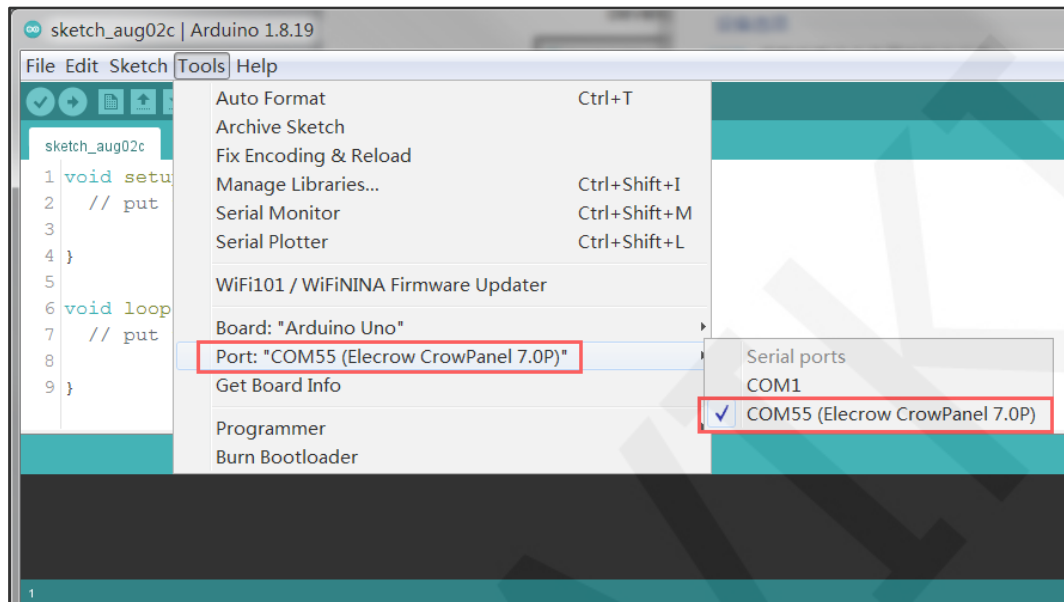 sketch_aug02c | Arduino 1.8.19
File Edit Sketch Tools Help
sketch_aug02c
Auto Format Ctrl+T
Archive Sketch
Fix Encoding & Reload
Manage Libraries... Ctrl+Shift+I
Serial Monitor Ctrl+Shift+M
Serial Plotter Ctrl+Shift+L
WiFi101 / WiFiNINA Firmware Updater
Board: "Arduino Uno"
Port: "COM55 (Elecrow CrowPanel 7.0P)"
Get Board Info
Programmer
Burn Bootloader
Serial ports
COM1
COM55 (Elecrow CrowPanel 7.0P)
1 void setu
2 // put
3
4 }
5
6 void loop
7 // put
8
9 }
1